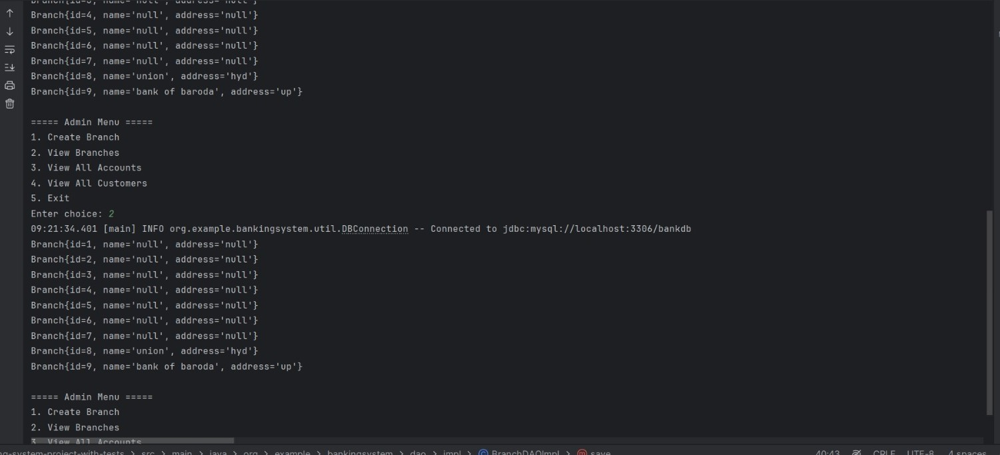 Branch{id=3, name='null', address='null'}
Branch{id=4, name='null', address='null'}
Branch{id=5, name='null', address='null'}
Branch{id=6, name='null', address='null'}
Branch{id=7, name='null', address='null'}
Branch{id=8, name='union', address='hyd'}
Branch{id=9, name='bank of baroda', address='up'}
===== Admin Menu =====
1. Create Branch
2. View Branches
3. View All Accounts
4. View All Customers
5. Exit
Enter choice: 2
09:21:34.401 [main] INFO org.example.bankingsystem.util.DBConnection -- Connected to jdbc:mysql://localhost:3306/bankdb
Branch{id=1, name='null', address='null'}
Branch{id=2, name='null', address='null'}
Branch{id=3, name='null', address='null'}
Branch{id=4, name='null', address='null'}
Branch{id=5, name='null', address='null'}
Branch{id=6, name='null', address='null'}
Branch{id=7, name='null', address='null'}
Branch{id=8, name='union', address='hyd'}
Branch{id=9, name='bank of baroda', address='up'}
===== Admin Menu =====
1. Create Branch
2. View Branches
3. View All Accounts
ng-system-project-with-tests > src > main > java > org > example > bankingsystem > dao > impl > BranchDAOImpl > save 40:43 CRLF UTF-8 4 spaces